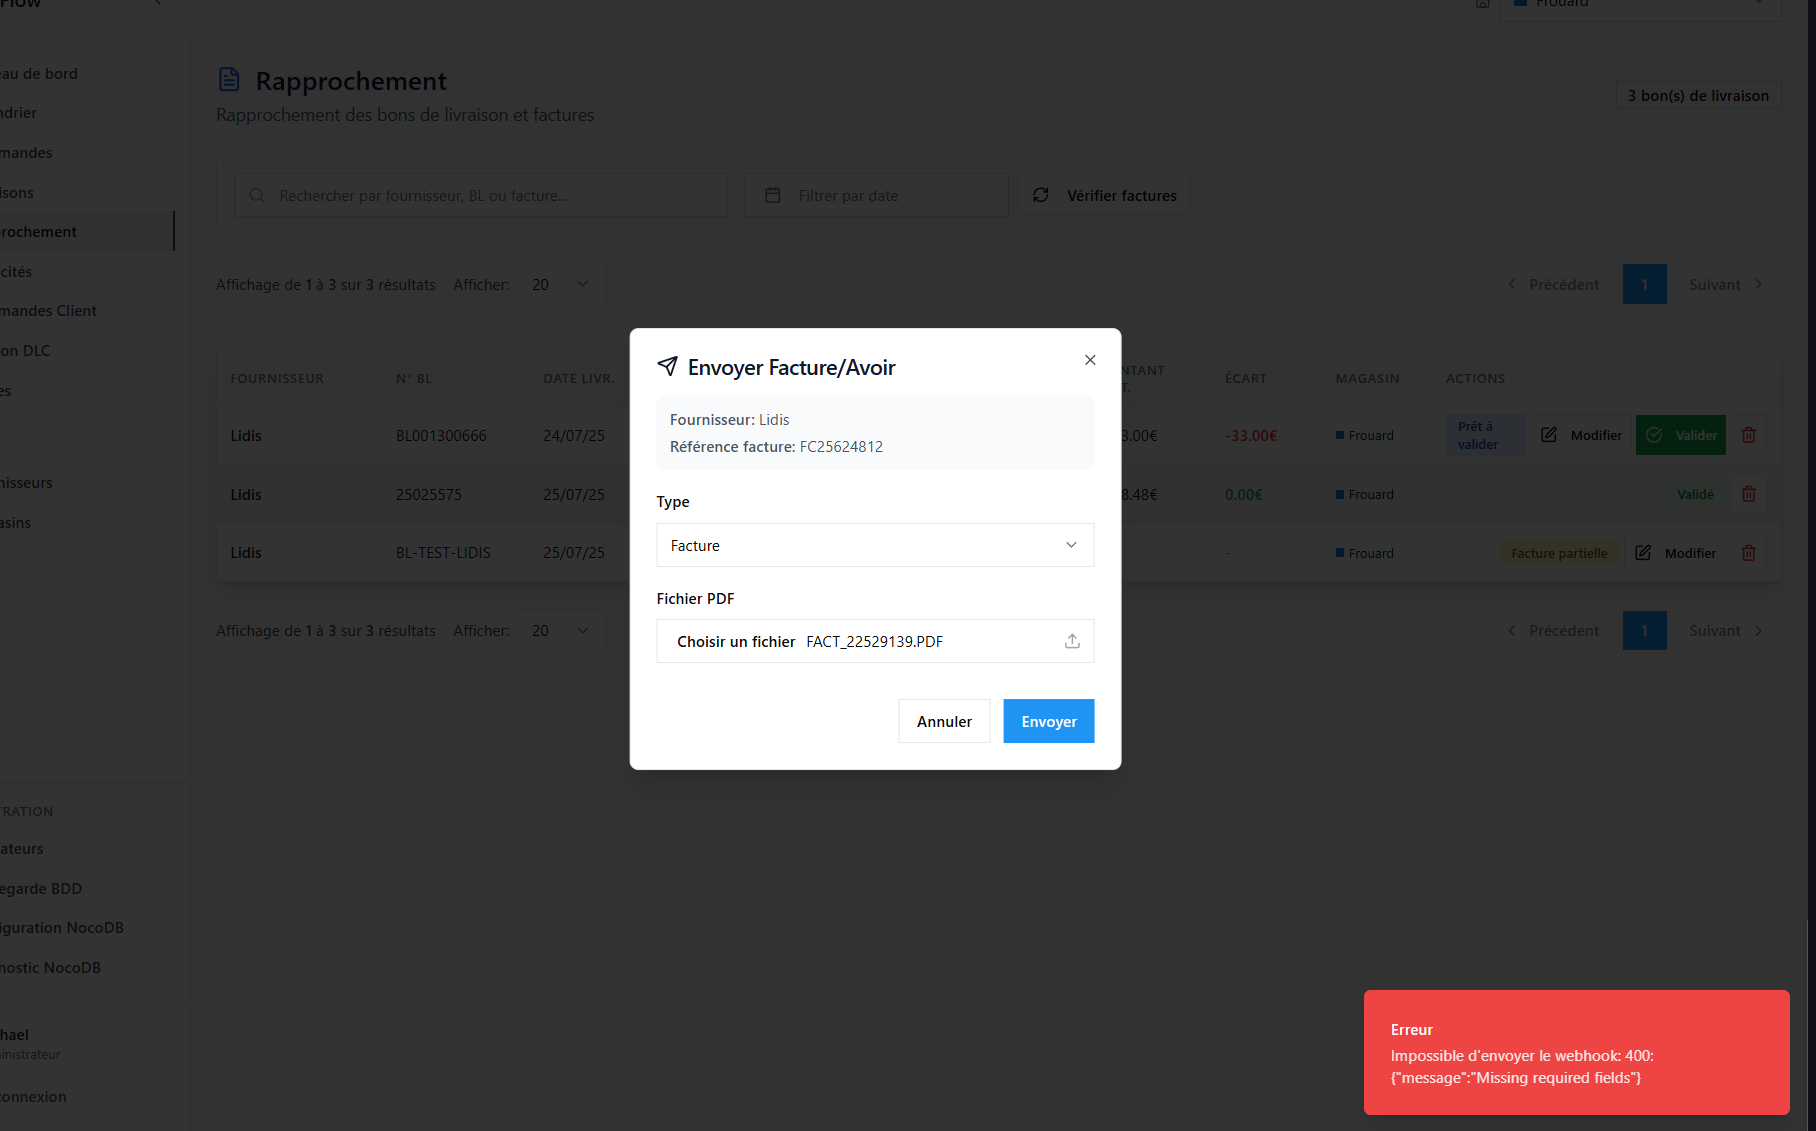 Flow
Frouard
eau de bord
ndrier
mandes
isons
rochement
cités
mandes Client
on DLC
es
nisseurs
asins
TRATION
ateurs
egarde BDD
iguration NocoDB
nostic NocoDB
hael
inistrateur
connexion
Rapprochement
Rapprochement des bons de livraison et factures
3 bon(s) de livraison
Rechercher par fournisseur, BL ou facture...
Filtrer par date
Vérifier factures
Affichage de 1 à 3 sur 3 résultats Afficher: 20
Précédent 1 Suivant
FOURNISSEUR N° BL DATE LIVR. NTANT T. ÉCART MAGASIN ACTIONS
Lidis BL001300666 24/07/25 3.00€ -33.00€ Frouard Prêt à valider Modifier Valider
Lidis 25025575 25/07/25 8.48€ 0.00€ Frouard Validé
Lidis BL-TEST-LIDIS 25/07/25 - Frouard Facture partielle Modifier
Affichage de 1 à 3 sur 3 résultats Afficher: 20
Précédent 1 Suivant
Envoyer Facture/Avoir
Fournisseur: Lidis
Référence facture: FC25624812
Type
Facture
Fichier PDF
Choisir un fichier FACT_22529139.PDF
Annuler
Envoyer
Erreur
Impossible d'envoyer le webhook: 400:
{"message":"Missing required fields"}